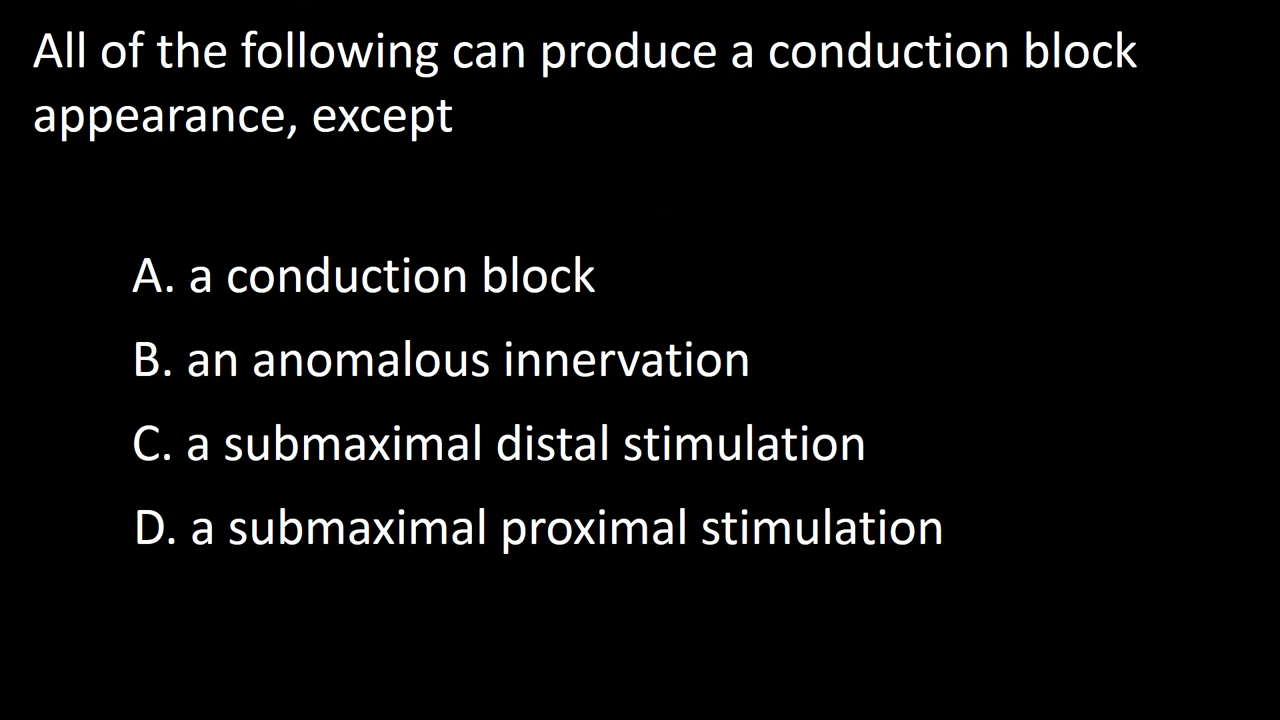 All of the following can produce a conduction block
appearance, except
A. a conduction block
B. an anomalous innervation
C. a submaximal distal stimulation
D. a submaximal proximal stimulation